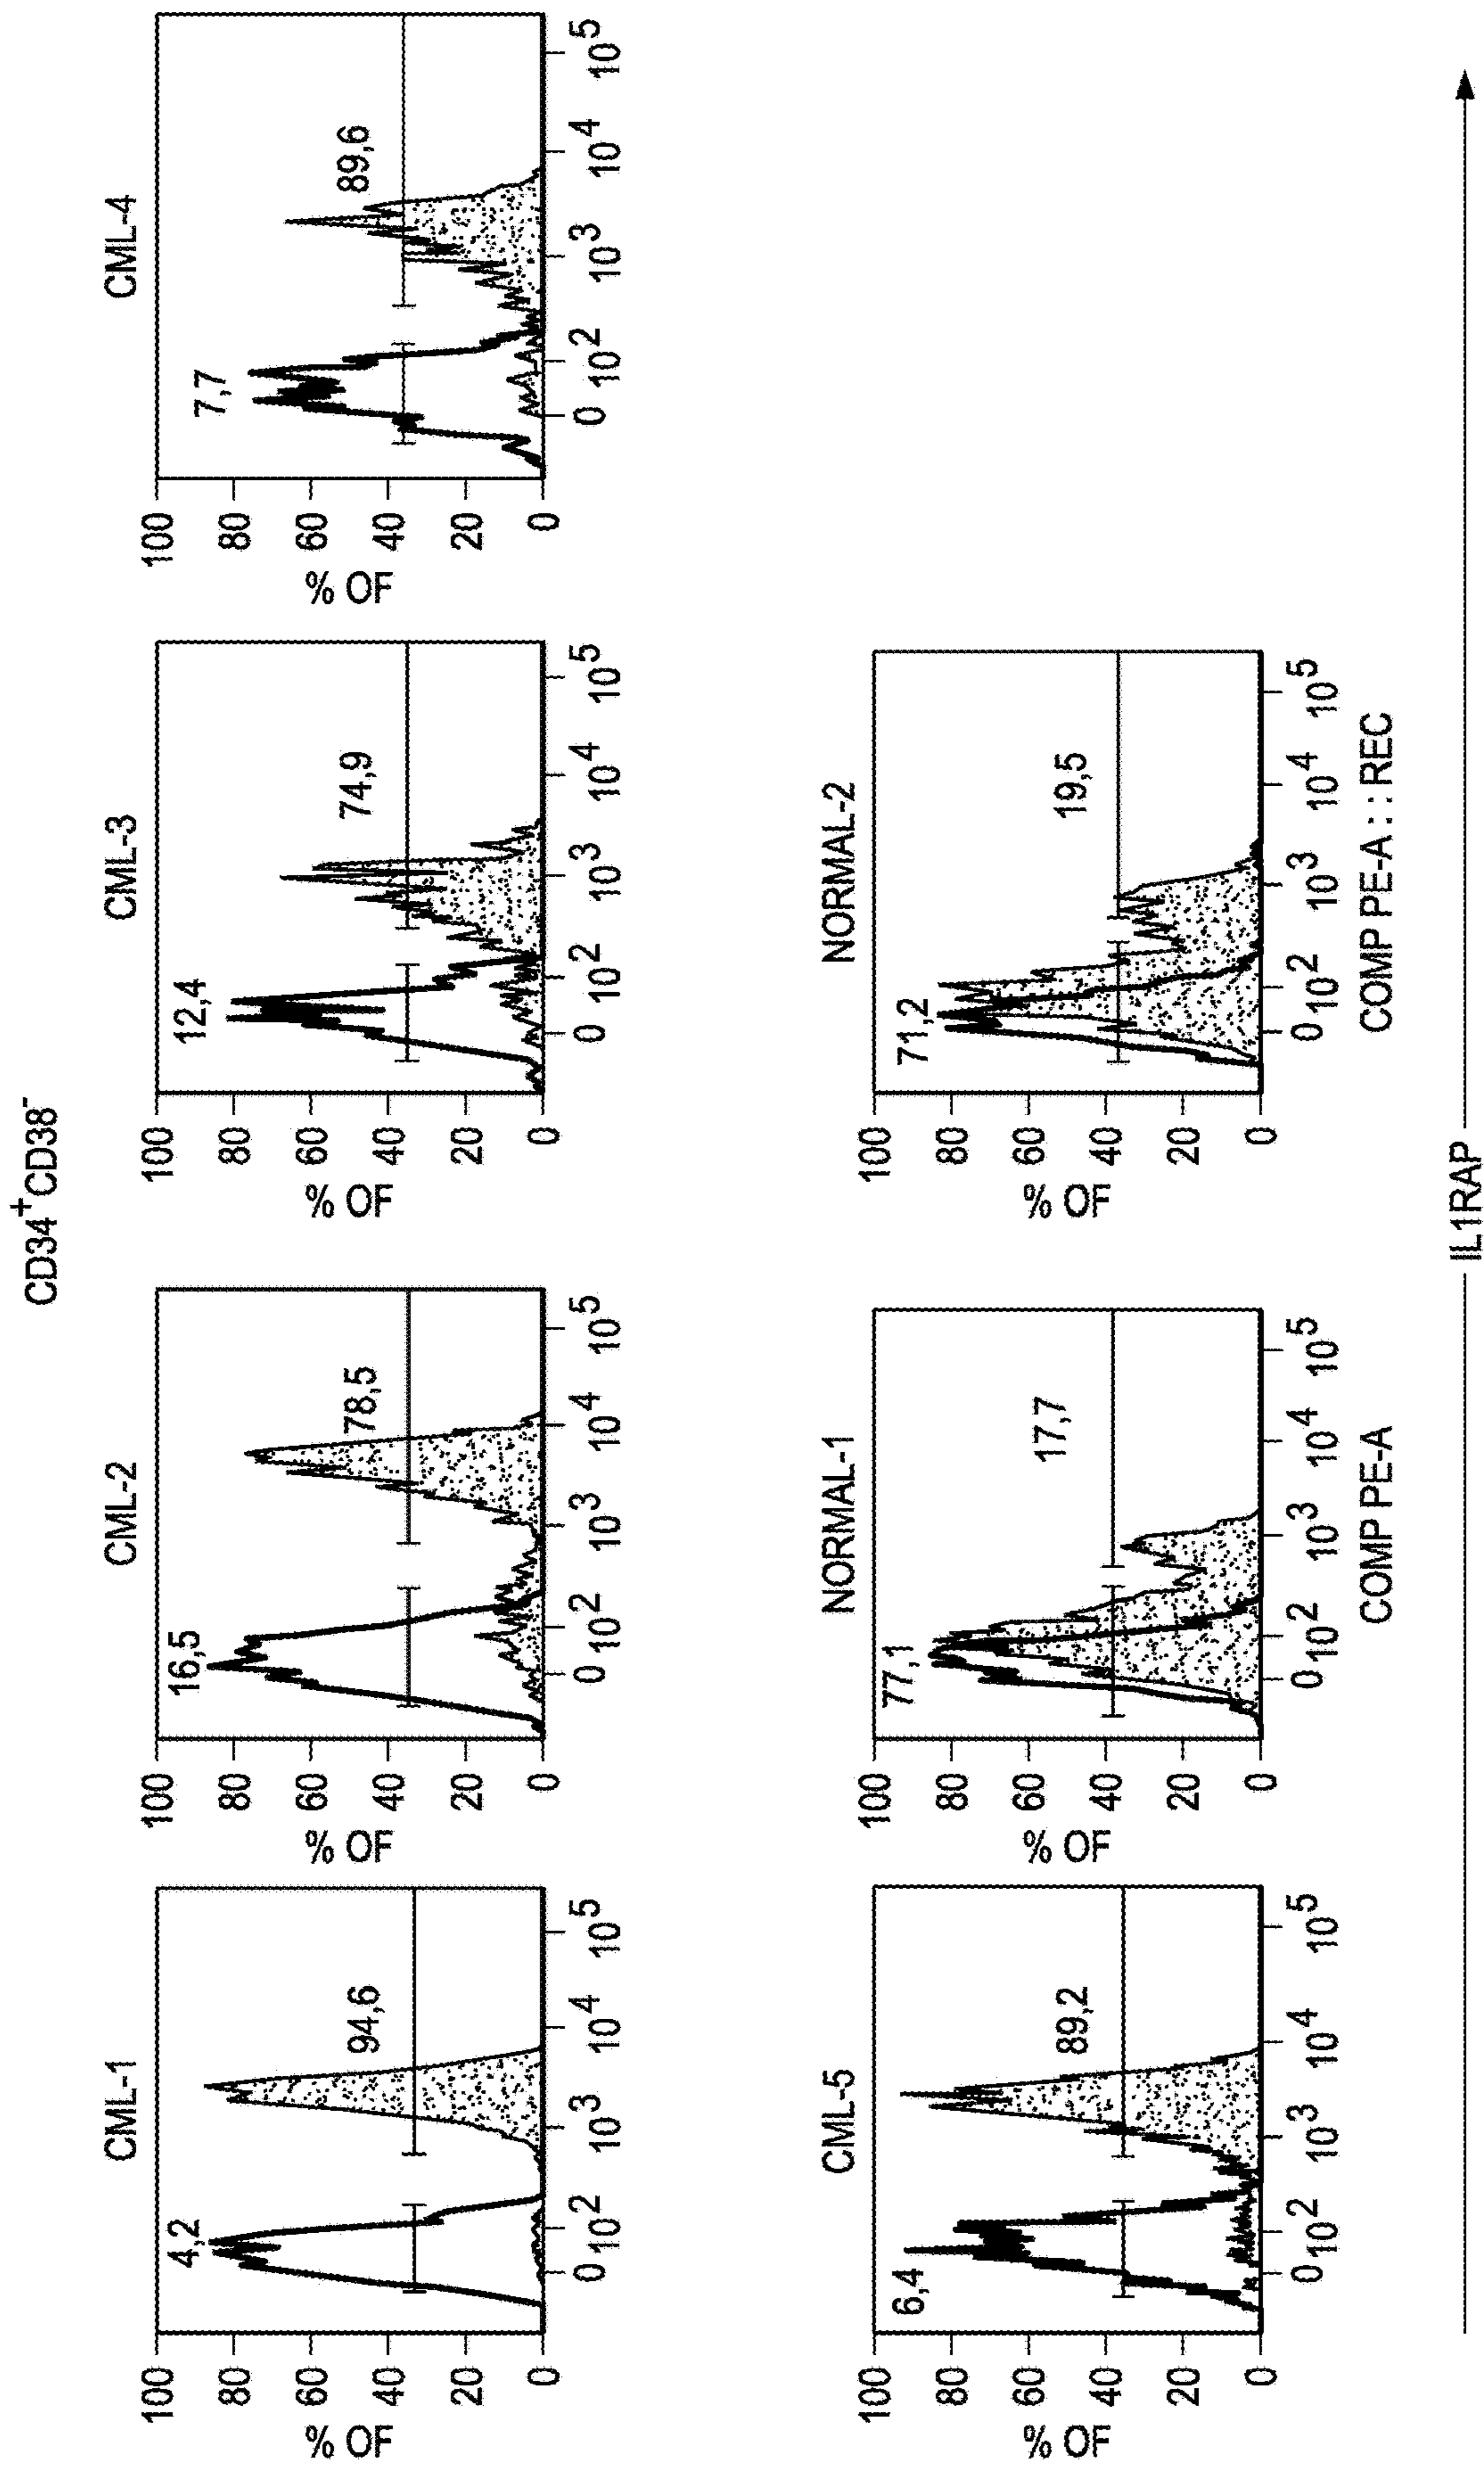 CD34+CD38-
CML-1
CML-2
CML-3
CML-4
% OF
100
80
60
40
20
0
4,2
94,6
0 10^2 10^3 10^4 10^5
% OF
100
80
60
40
20
0
16,5
78,5
0 10^2 10^3 10^4 10^5
% OF
100
80
60
40
20
0
12,4
74,9
0 10^2 10^3 10^4 10^5
% OF
100
80
60
40
20
0
7,7
89,6
0 10^2 10^3 10^4 10^5
CML-5
NORMAL-1
NORMAL-2
% OF
100
80
60
40
20
0
6,4
89,2
0 10^2 10^3 10^4 10^5
% OF
100
80
60
40
20
0
77,1
17,7
0 10^2 10^3 10^4 10^5
COMP PE-A
% OF
100
80
60
40
20
0
71,2
19,5
0 10^2 10^3 10^4 10^5
COMP PE-A : : REC
IL1RAP